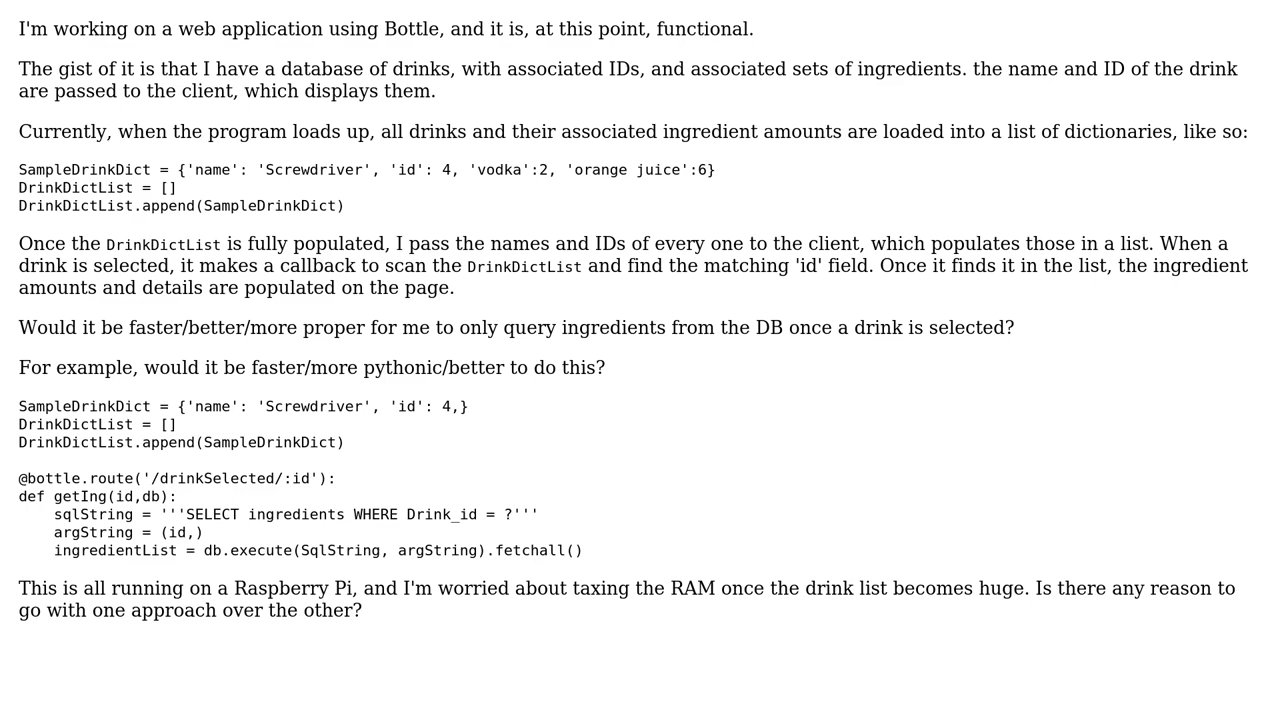 I'm working on a web application using Bottle, and it is, at this point, functional.
The gist of it is that I have a database of drinks, with associated IDs, and associated sets of ingredients. the name and ID of the drink
are passed to the client, which displays them.
Currently, when the program loads up, all drinks and their associated ingredient amounts are loaded into a list of dictionaries, like so:
SampleDrinkDict = {'name': 'Screwdriver', 'id': 4, 'vodka':2, 'orange juice':6}
DrinkDictList = []
DrinkDictList.append(SampleDrinkDict)
Once the DrinkDictList is fully populated, I pass the names and IDs of every one to the client, which populates those in a list. When a
drink is selected, it makes a callback to scan the DrinkDictList and find the matching 'id' field. Once it finds it in the list, the ingredient
amounts and details are populated on the page.
Would it be faster/better/more proper for me to only query ingredients from the DB once a drink is selected?
For example, would it be faster/more pythonic/better to do this?
SampleDrinkDict = {'name': 'Screwdriver', 'id': 4,}
DrinkDictList = []
DrinkDictList.append(SampleDrinkDict)
@bottle.route('/drinkSelected/:id'):
def getIng(id,db):
    sqlString = '''SELECT ingredients WHERE Drink_id = ?'''
    argString = (id,)
    ingredientList = db.execute(SqlString, argString).fetchall()
This is all running on a Raspberry Pi, and I'm worried about taxing the RAM once the drink list becomes huge. Is there any reason to
go with one approach over the other?